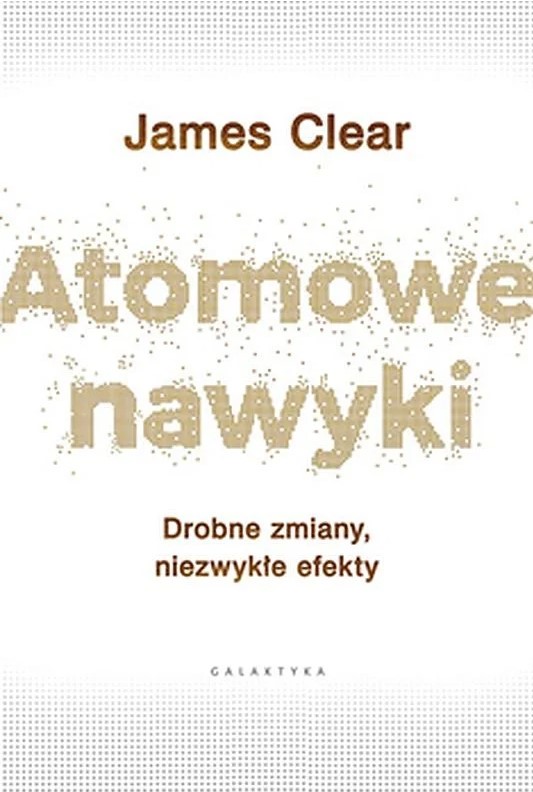 James Clear
Atomowe
nawyki
Drobne zmiany,
niezwykłe efekty
GALAKTYKA